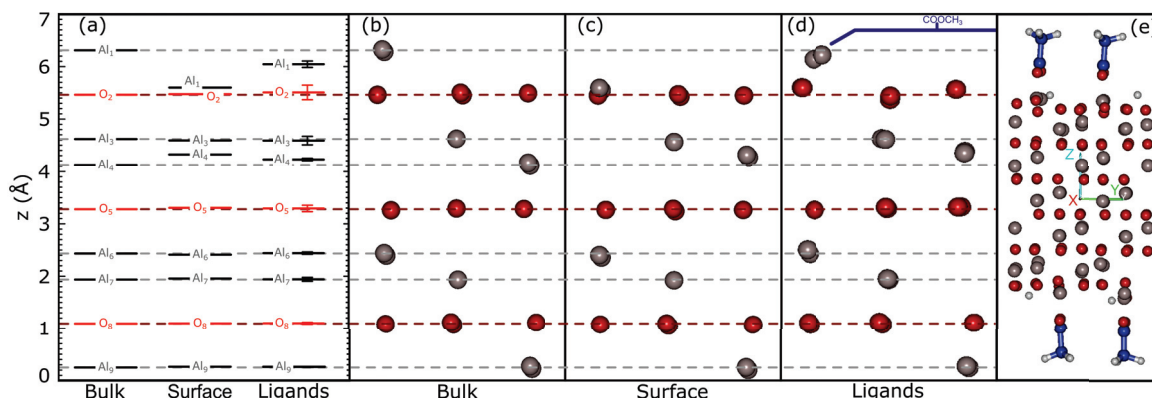 7
6
5
4
3
2
1
0
z (Å)
(a)
Al1
O2
Al3
Al4
O5
Al6
Al7
O8
Al9
Al1
O2
Al3
Al4
O5
Al6
Al7
O8
Al9
Al1
O2
Al3
Al4
O5
Al6
Al7
O8
Al9
Bulk Surface Ligands
(b)
Bulk
(c)
Surface
(d)
COOCH3
Ligands
(e)
Z
X
Y